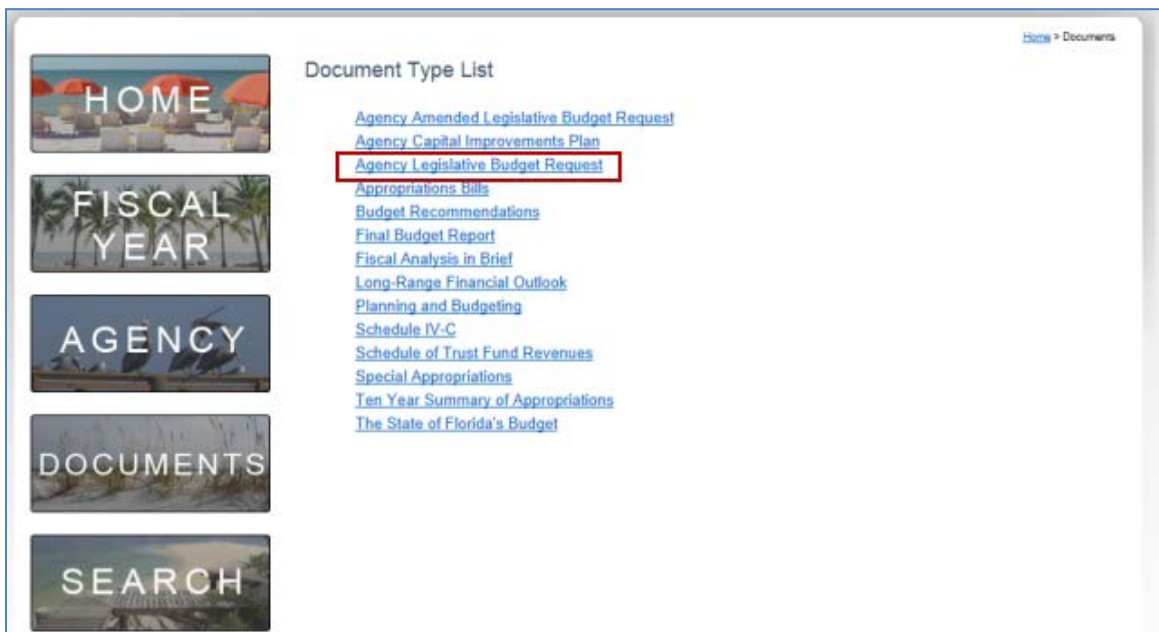 Home > Documents
HOME
FISCAL
YEAR
AGENCY
DOCUMENTS
SEARCH
Document Type List
Agency Amended Legislative Budget Request
Agency Capital Improvements Plan
Agency Legislative Budget Request
Appropriations Bills
Budget Recommendations
Final Budget Report
Fiscal Analysis in Brief
Long-Range Financial Outlook
Planning and Budgeting
Schedule IV-C
Schedule of Trust Fund Revenues
Special Appropriations
Ten Year Summary of Appropriations
The State of Florida's Budget